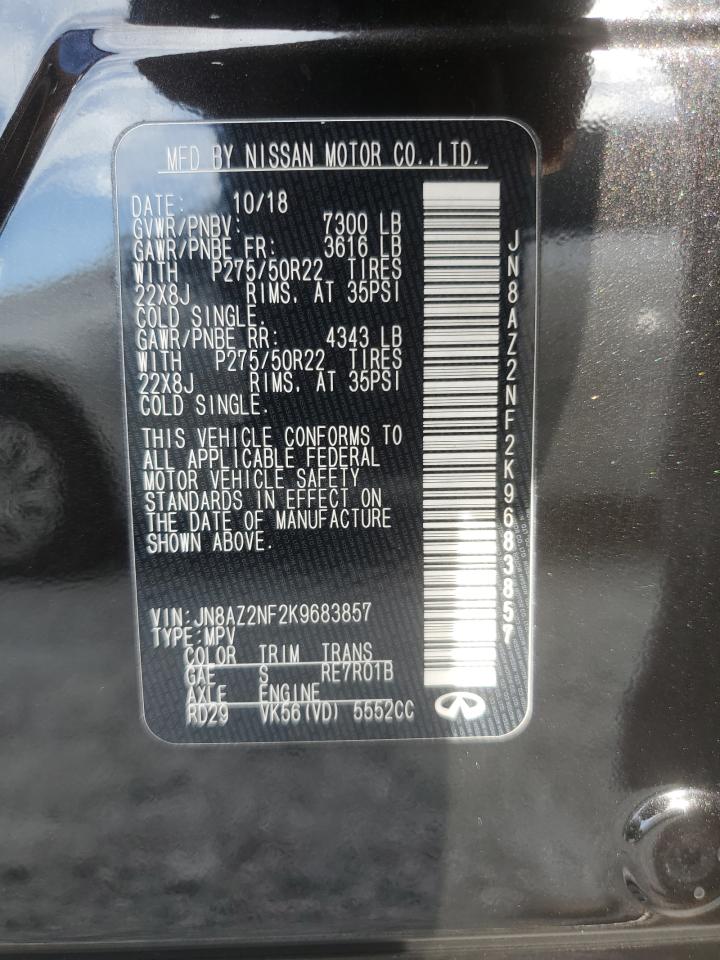 MFD BY NISSAN MOTOR CO.,LTD.
DATE: 10/18
GVWR/PNBV: 7300 LB
GAWR/PNBE FR: 3616 LB
WITH P275/50R22 TIRES
22X8J RIMS, AT 35PSI
COLD SINGLE.
GAWR/PNBE RR: 4343 LB
WITH P275/50R22 TIRES
22X8J RIMS, AT 35PSI
COLD SINGLE.
THIS VEHICLE CONFORMS TO
ALL APPLICABLE FEDERAL
MOTOR VEHICLE SAFETY
STANDARDS IN EFFECT ON
THE DATE OF MANUFACTURE
SHOWN ABOVE.
VIN:JN8AZ2NF2K9683857
TYPE:MPV
COLOR TRIM TRANS
GAE S RE7R01B
AXLE ENGINE
RD29 VK56(VD) 5552CC
JN8AZ2NF2K9683857